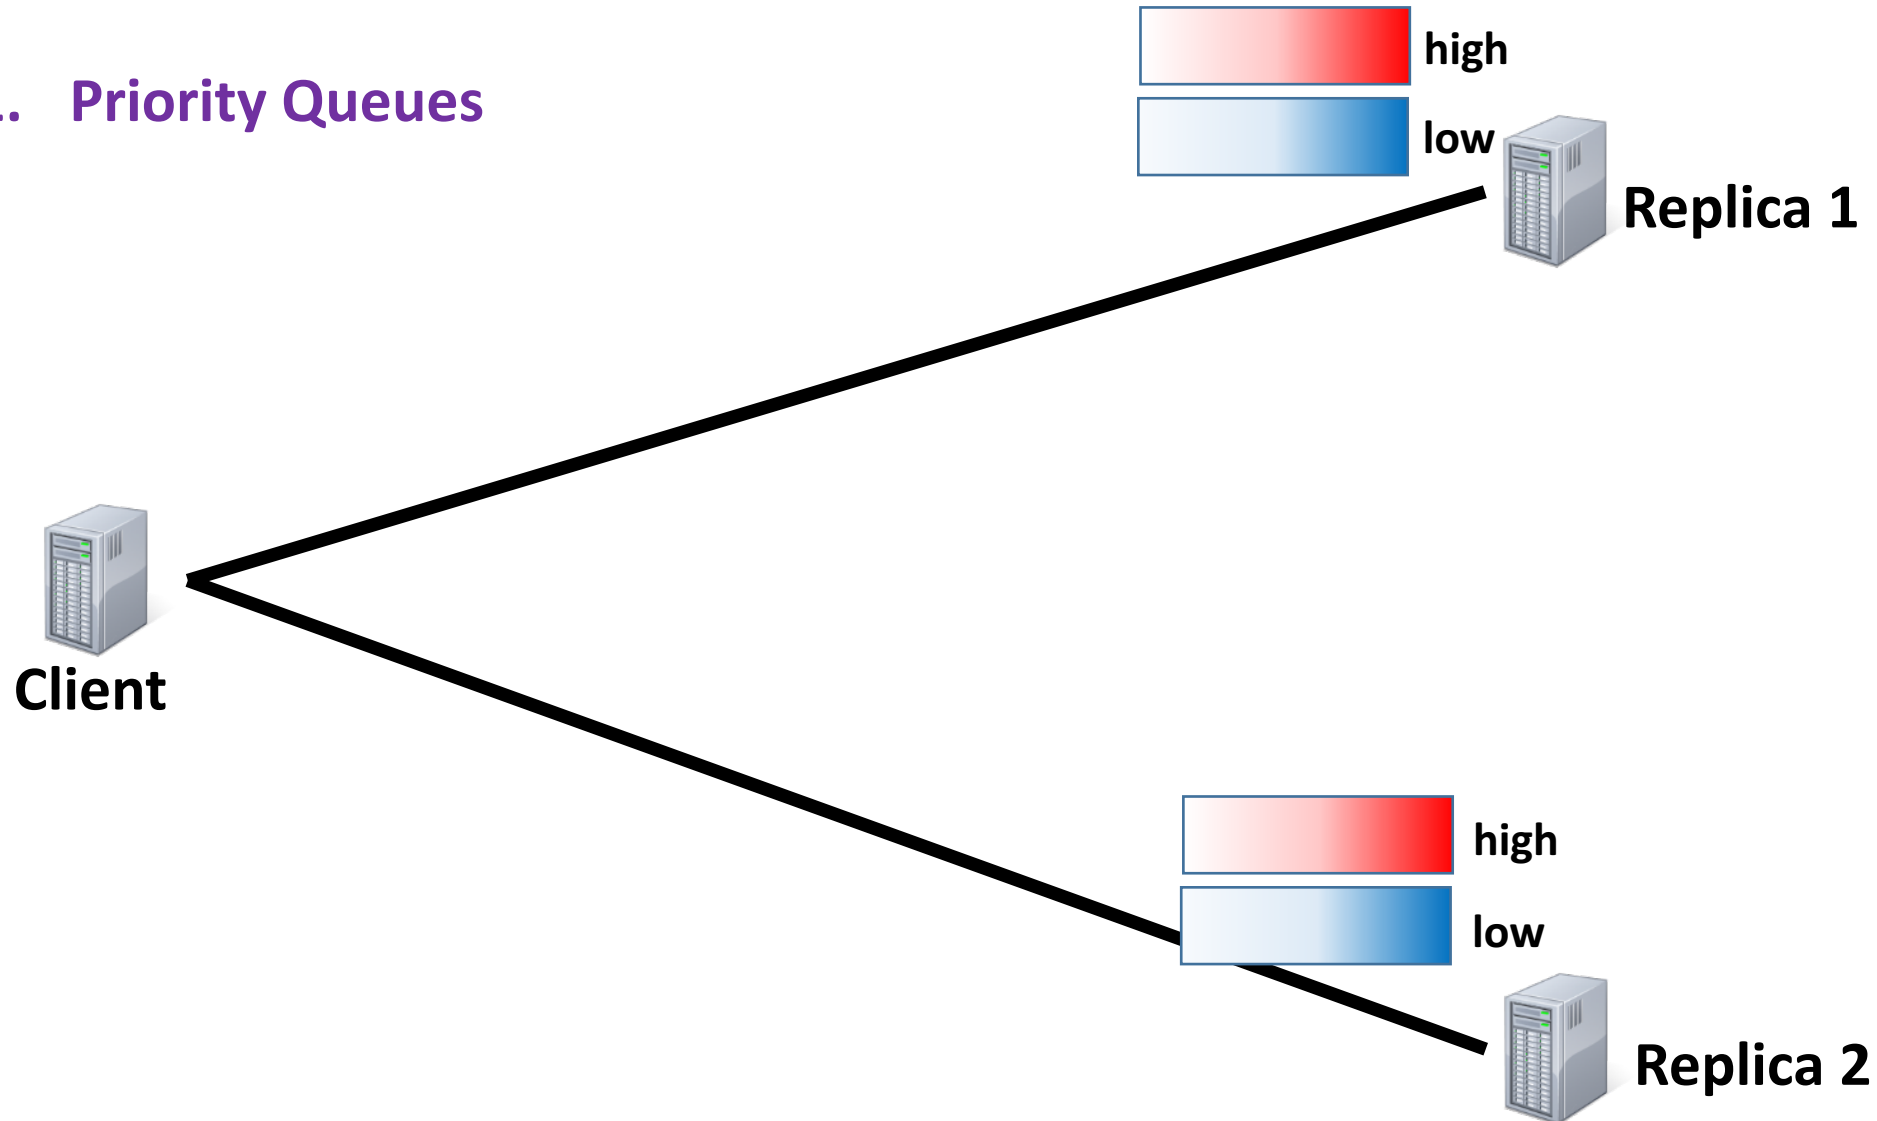 Priority Queues
high
low
Replica 1
Client
high
low
Replica 2